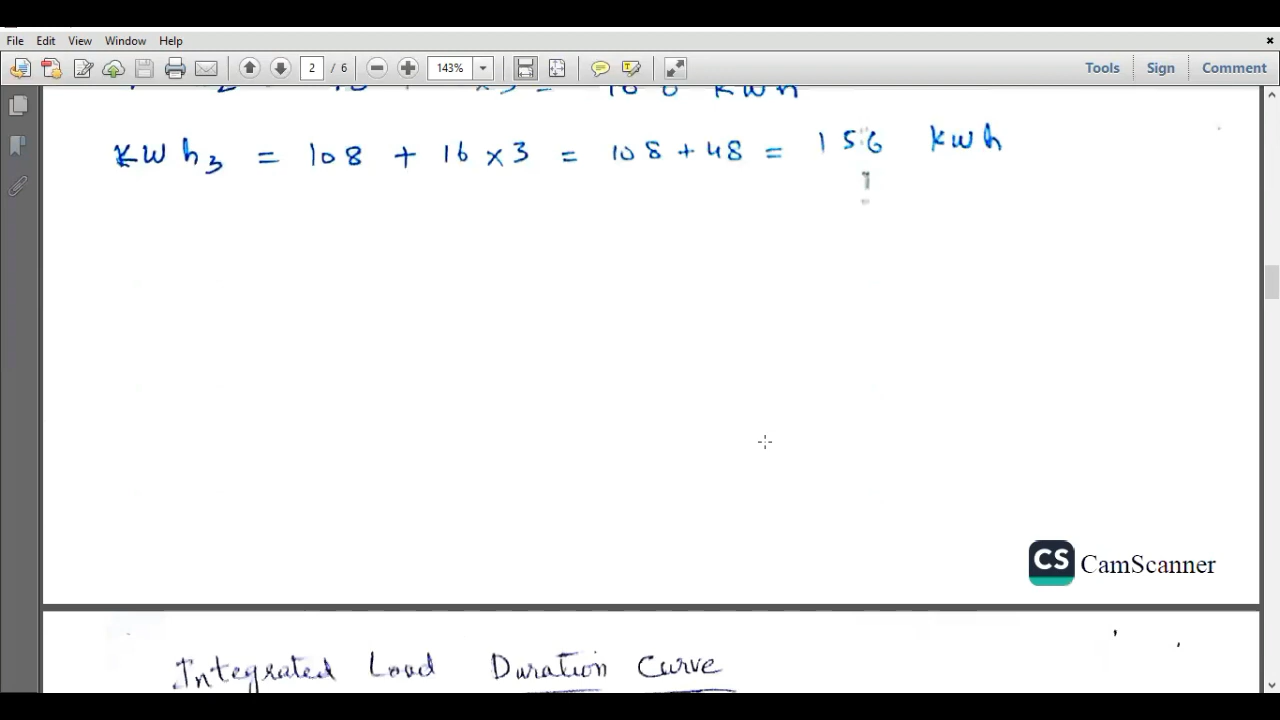 File Edit View Window Help
2 / 6 143% Tools Sign Comment
KWh
KWh3 = 108 + 16 x 3 = 108 + 48 = 156 kwh
CS CamScanner
Integrated Load Duration Curve